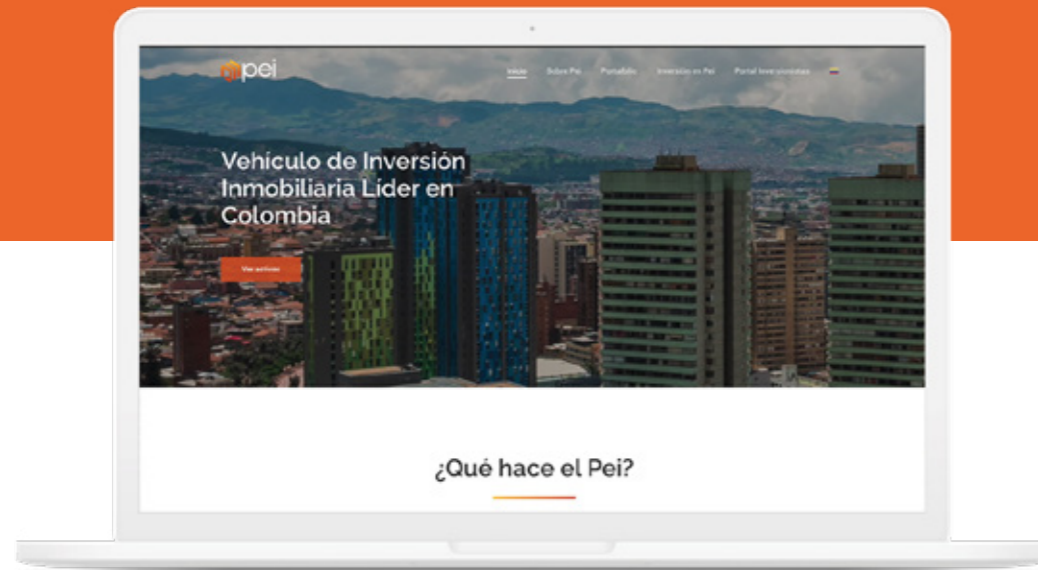 pei
Inicio Sobre Pei Portafolio Inversión en Pei Portal Inversionistas
Vehículo de Inversión
Inmobiliaria Líder en
Colombia
Ver activos
¿Qué hace el Pei?